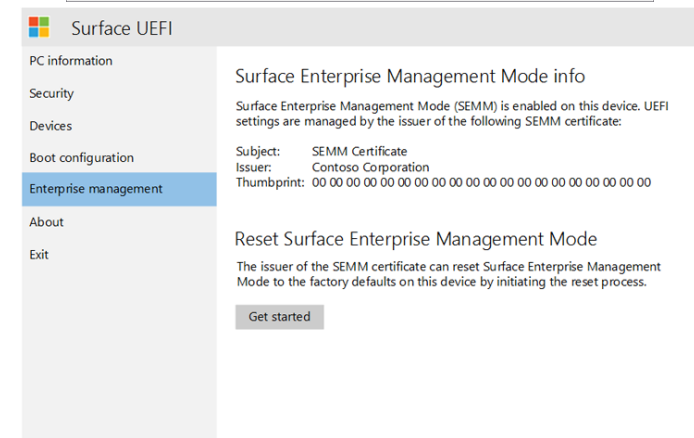 Surface UEFI
PC information
Security
Devices
Boot configuration
Enterprise management
About
Exit
Surface Enterprise Management Mode info
Surface Enterprise Management Mode (SEMM) is enabled on this device. UEFI
settings are managed by the issuer of the following SEMM certificate:
Subject: SEMM Certificate
Issuer: Contoso Corporation
Thumbprint: 00 00 00 00 00 00 00 00 00 00 00 00 00 00 00 00 00 00 00 00
Reset Surface Enterprise Management Mode
The issuer of the SEMM certificate can reset Surface Enterprise Management
Mode to the factory defaults on this device by initiating the reset process.
Get started